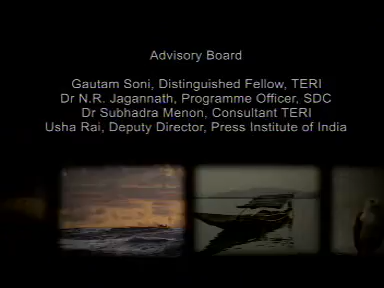 Advisory Board
Gautam Soni, Distinguished Fellow, TERI
Dr N.R. Jagannath, Programme Officer, SDC
Dr Subhadra Menon, Consultant TERI
Usha Rai, Deputy Director, Press Institute of India